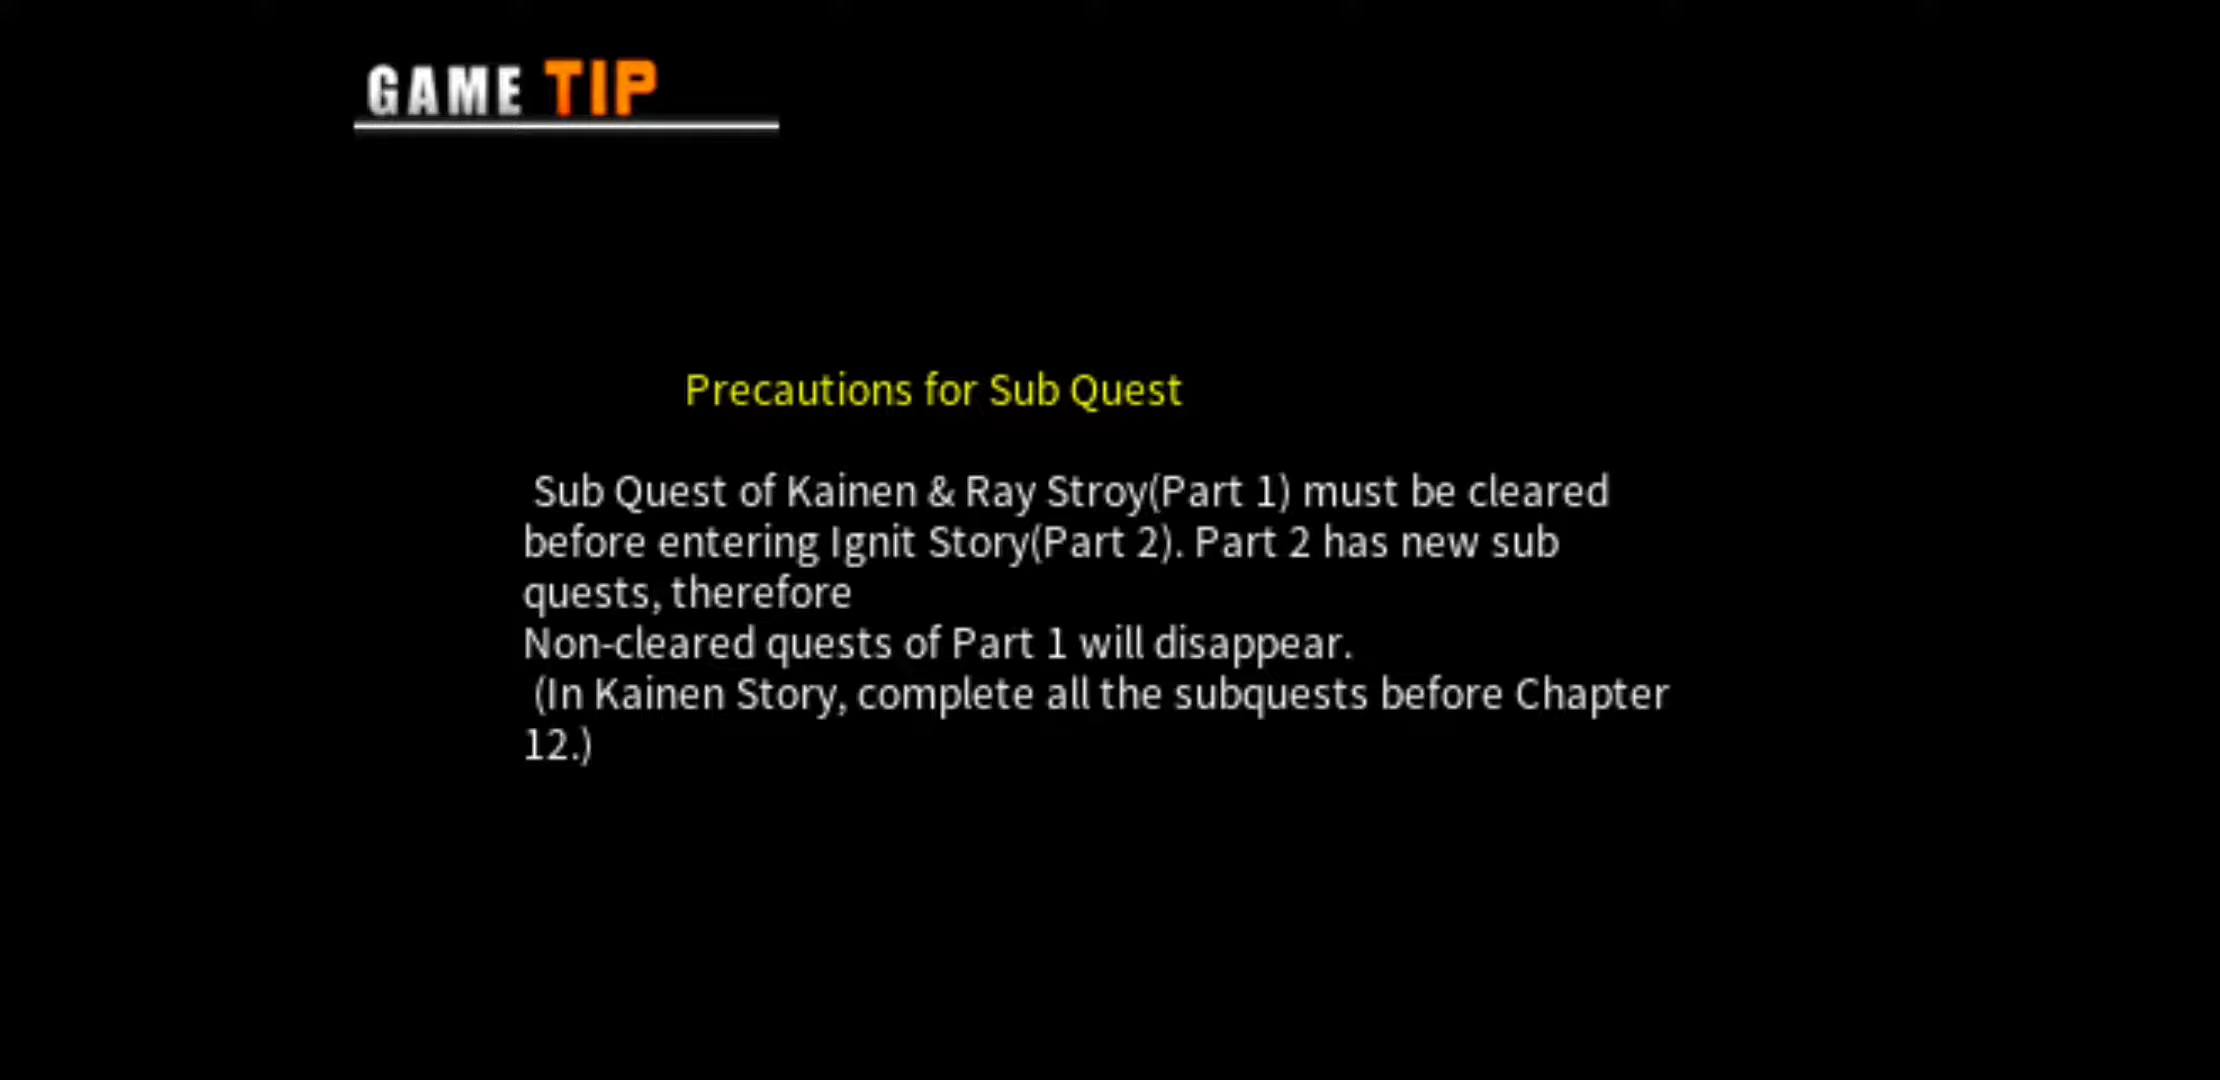 GAME TIP
Precautions for Sub Quest
Sub Quest of Kainen & Ray Stroy(Part 1) must be cleared
before entering Ignit Story(Part 2). Part 2 has new sub
quests, therefore
Non-cleared quests of Part 1 will disappear.
(In Kainen Story, complete all the subquests before Chapter
12.)